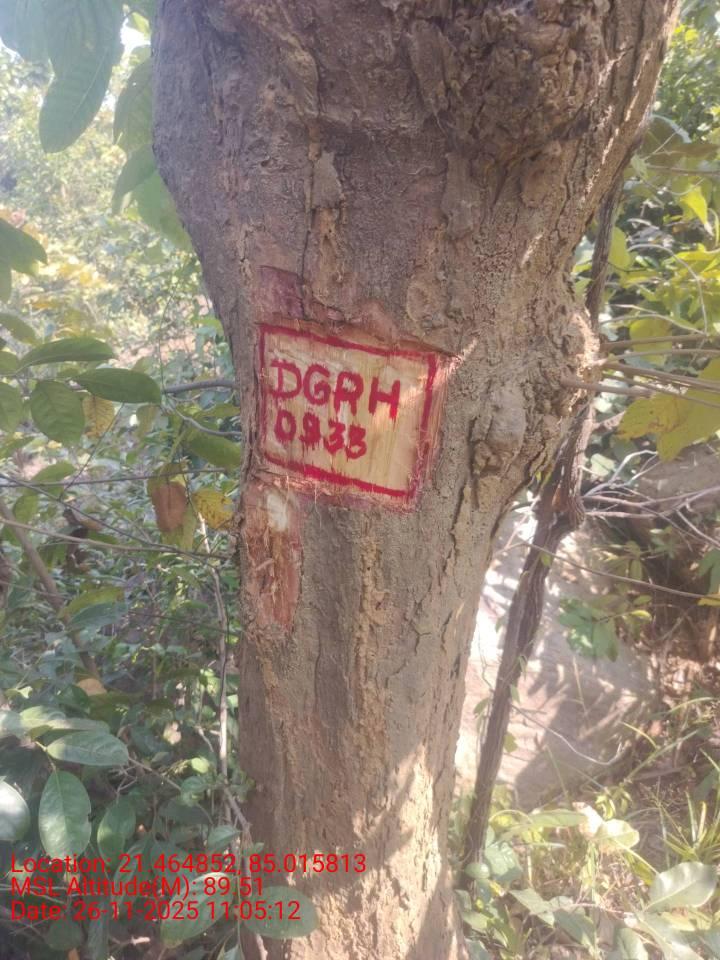 DGRH
0933
Location: 21.464852, 85.015813
MSL Altitude(M): 89.51
Date: 26-11-2025 11:05:12